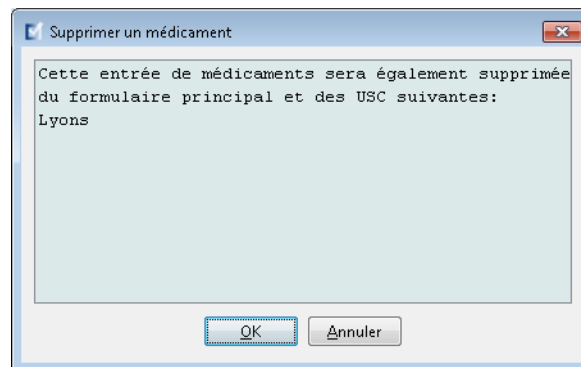 Supprimer un médicament
Cette entrée de médicaments sera également supprimée
du formulaire principal et des USC suivantes:
Lyons
OK
Annuler